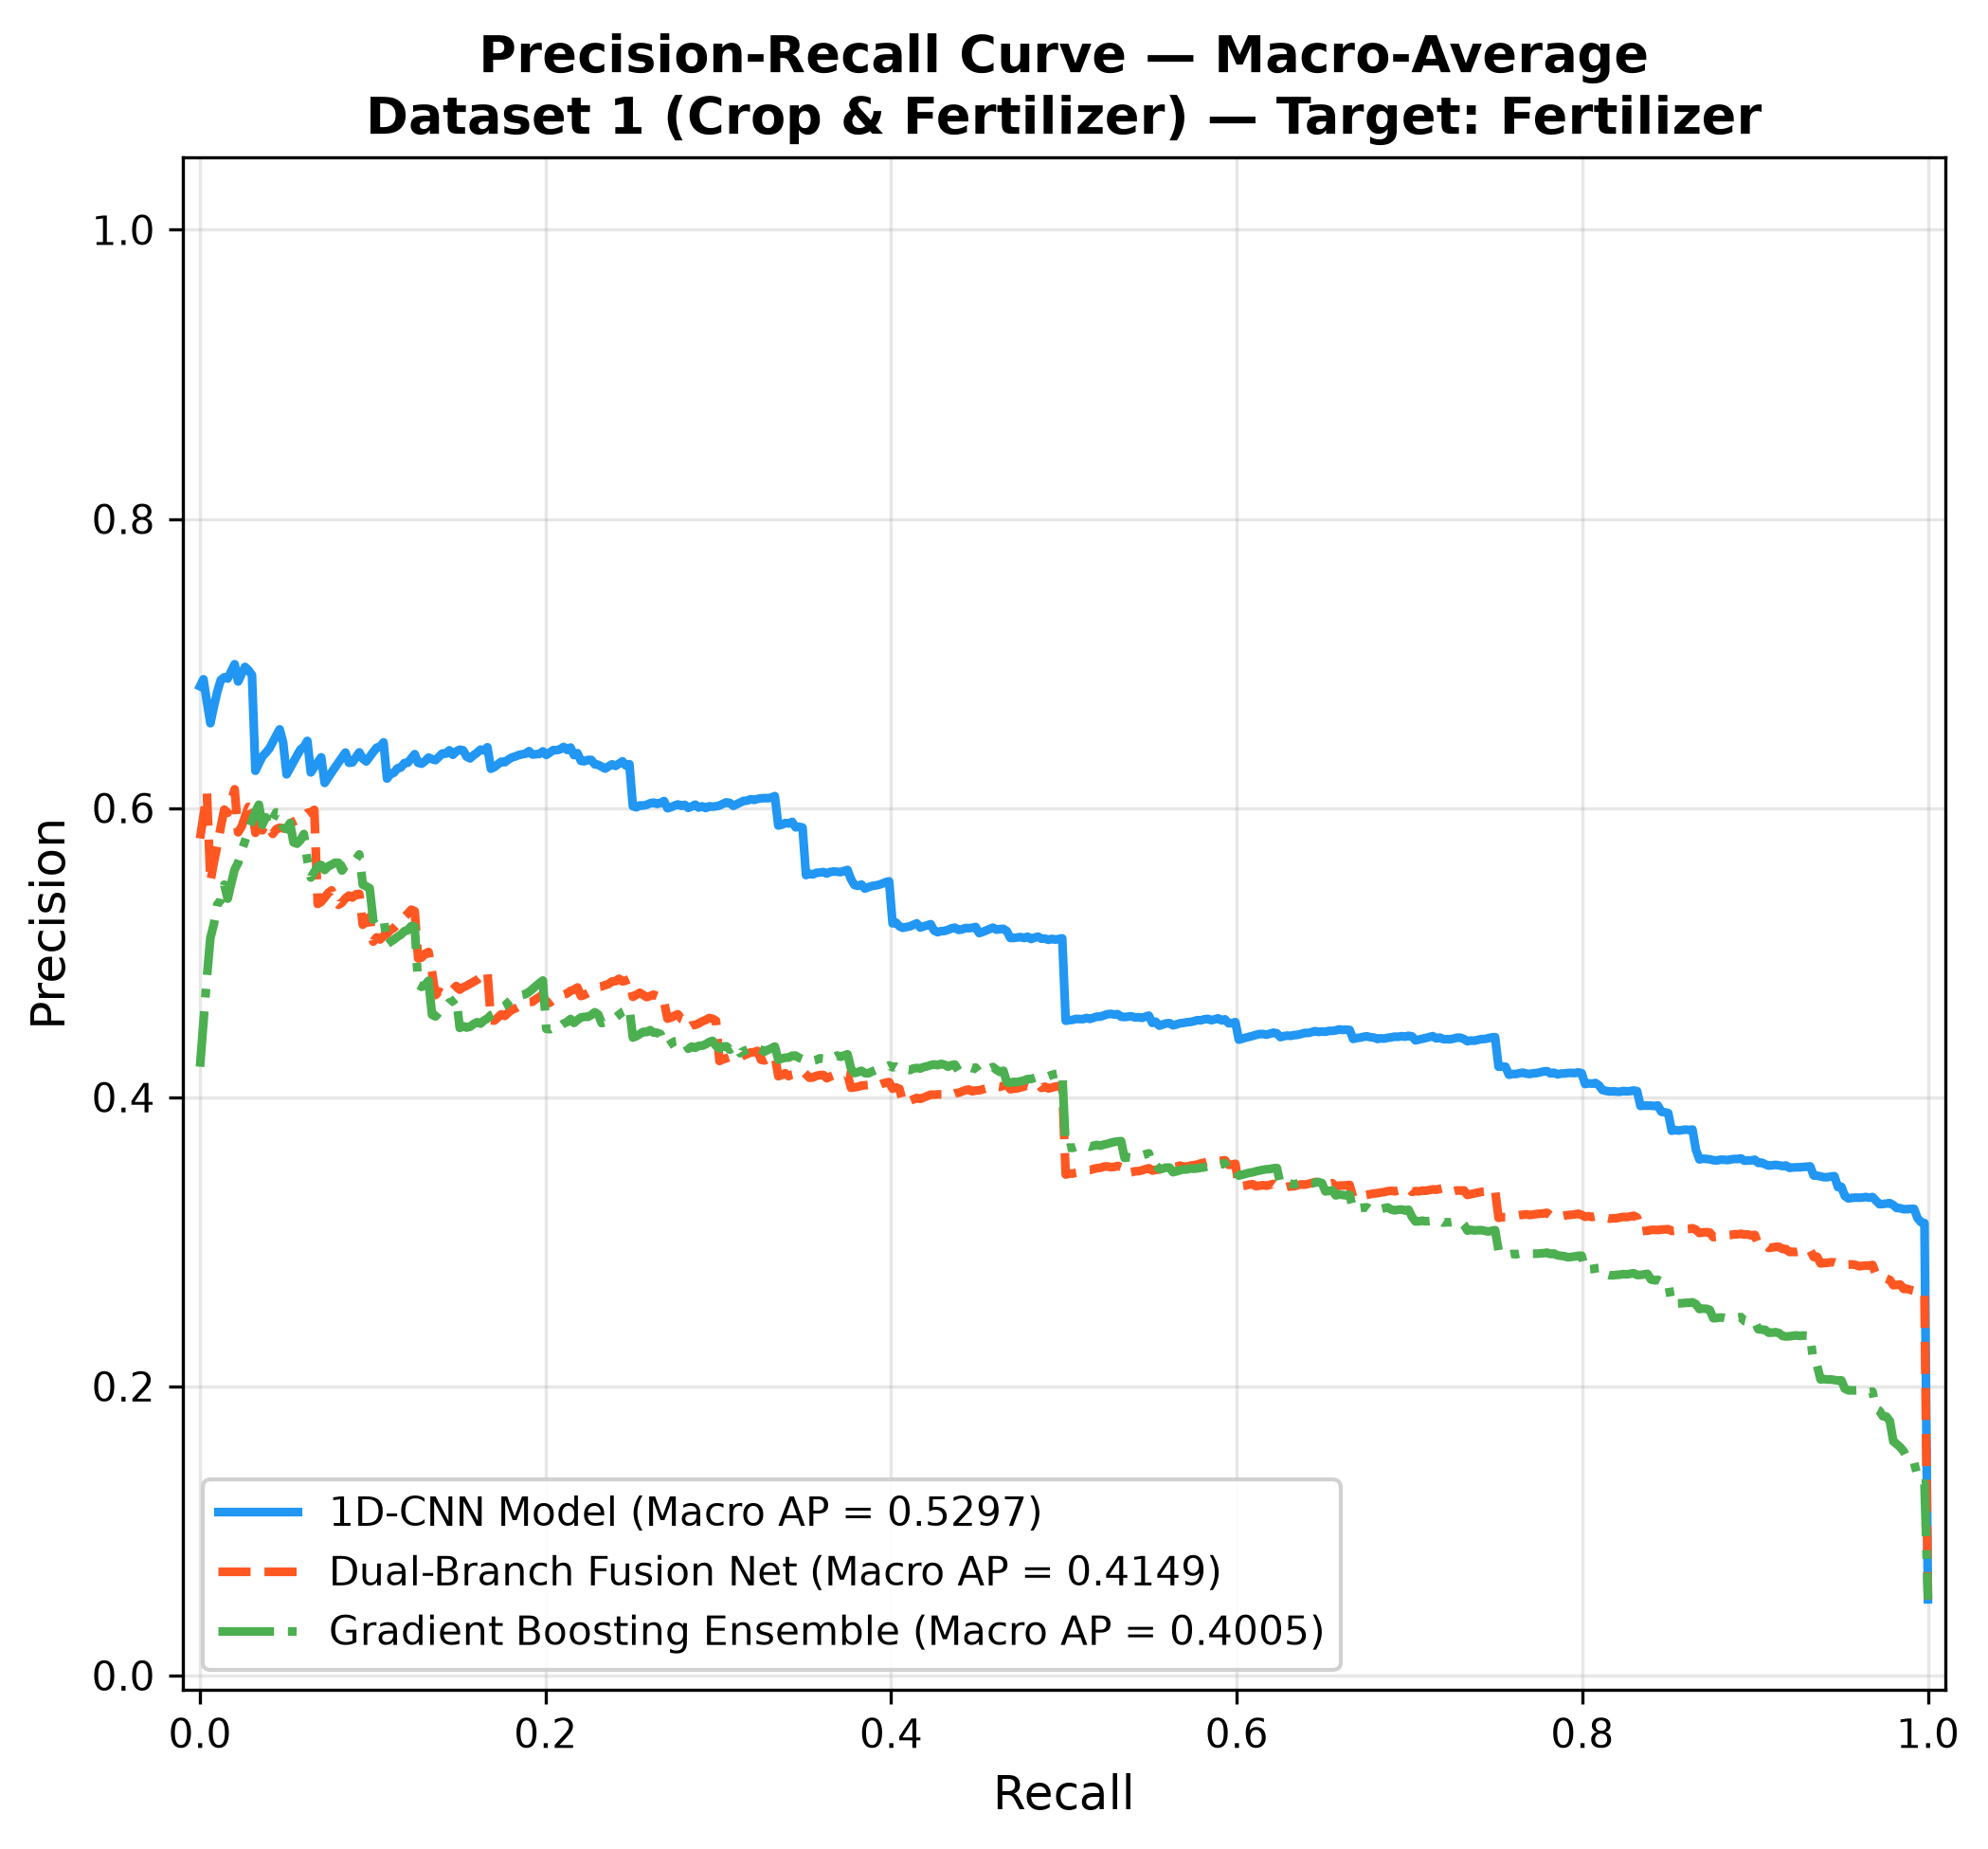 Precision-Recall Curve — Macro-Average
Dataset 1 (Crop & Fertilizer) — Target: Fertilizer
Precision
1.0
0.8
0.6
0.4
0.2
0.0
1D-CNN Model (Macro AP = 0.5297)
Dual-Branch Fusion Net (Macro AP = 0.4149)
Gradient Boosting Ensemble (Macro AP = 0.4005)
0.0 0.2 0.4 0.6 0.8 1.0
Recall